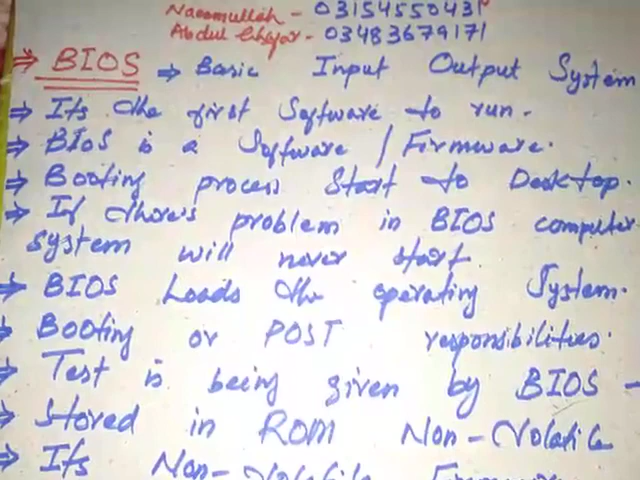 Naeemullah - 03154550431
Abdul Ghafar - 03483679171
⇒ BIOS ⇒ Basic Input Output System
⇒ Its the first Software to run.
⇒ BIOS is a Software / Firmware.
⇒ Booting process Start to Desktop.
⇒ If there's problem in BIOS computer
System will never start
⇒ BIOS Loads the operating System.
⇒ Booting or POST responsibilities.
⇒ Test is being given by BIOS -
⇒ Stored in ROM Non-Volatile
⇒ Its Non-Volatile